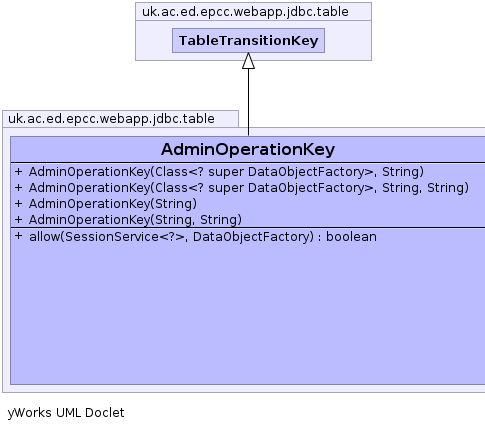 uk.ac.ed.epcc.webapp.jdbc.table
TableTransitionKey
uk.ac.ed.epcc.webapp.jdbc.table
AdminOperationKey
+ AdminOperationKey(Class<? super DataObjectFactory>, String)
+ AdminOperationKey(Class<? super DataObjectFactory>, String, String)
+ AdminOperationKey(String)
+ AdminOperationKey(String, String)
+ allow(SessionService<?>, DataObjectFactory) : boolean
yWorks UML Doclet